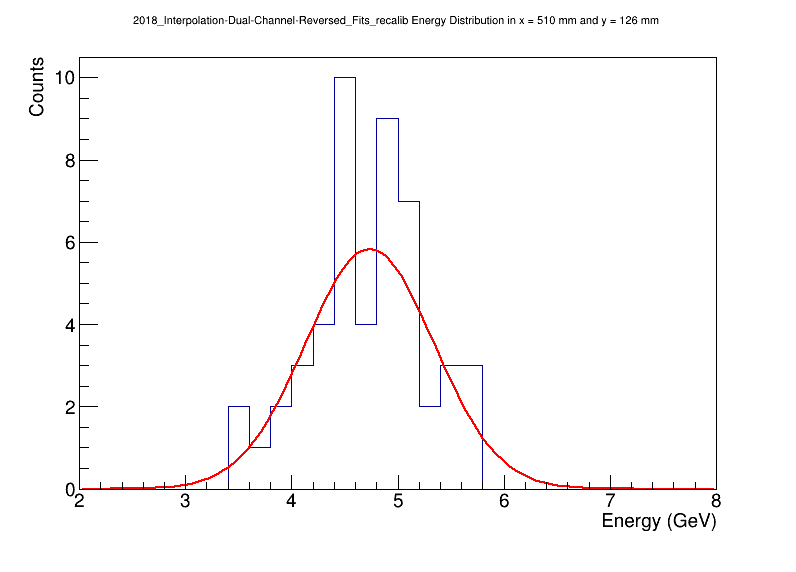 2018_Interpolation-Dual-Channel-Reversed_Fits_recalib Energy Distribution in x = 510 mm and y = 126 mm
Counts
10
8
6
4
2
0
2 3 4 5 6 7 8
Energy (GeV)